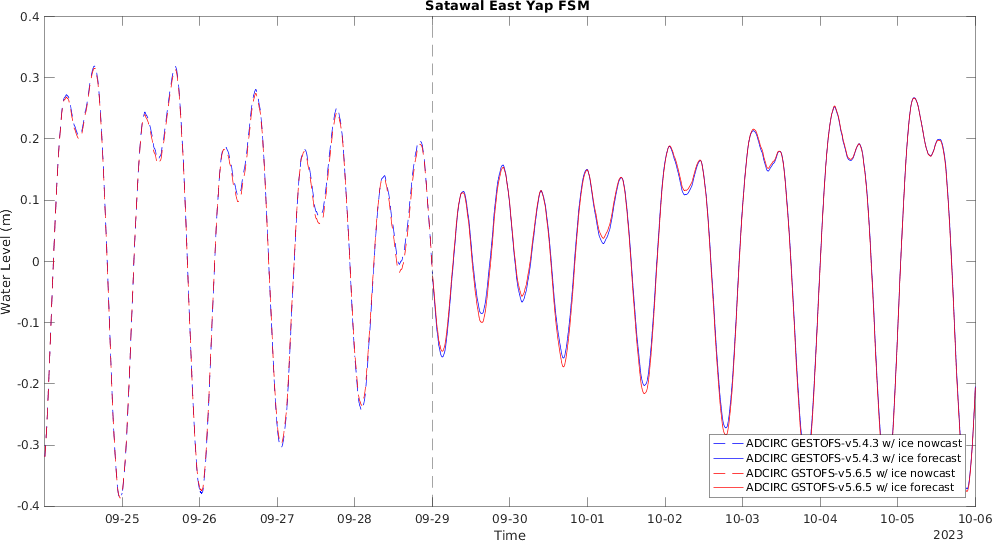 Satawal East Yap FSM
0.4
0.3
0.2
0.1
0
-0.1
-0.2
-0.3
-0.4
Water Level (m)
ADCIRC GESTOFS-v5.4.3 w/ ice nowcast
ADCIRC GESTOFS-v5.4.3 w/ ice forecast
ADCIRC GSTOFS-v5.6.5 w/ ice nowcast
ADCIRC GSTOFS-v5.6.5 w/ ice forecast
09-25 09-26 09-27 09-28 09-29 09-30 10-01 10-02 10-03 10-04 10-05 10-06
Time
2023